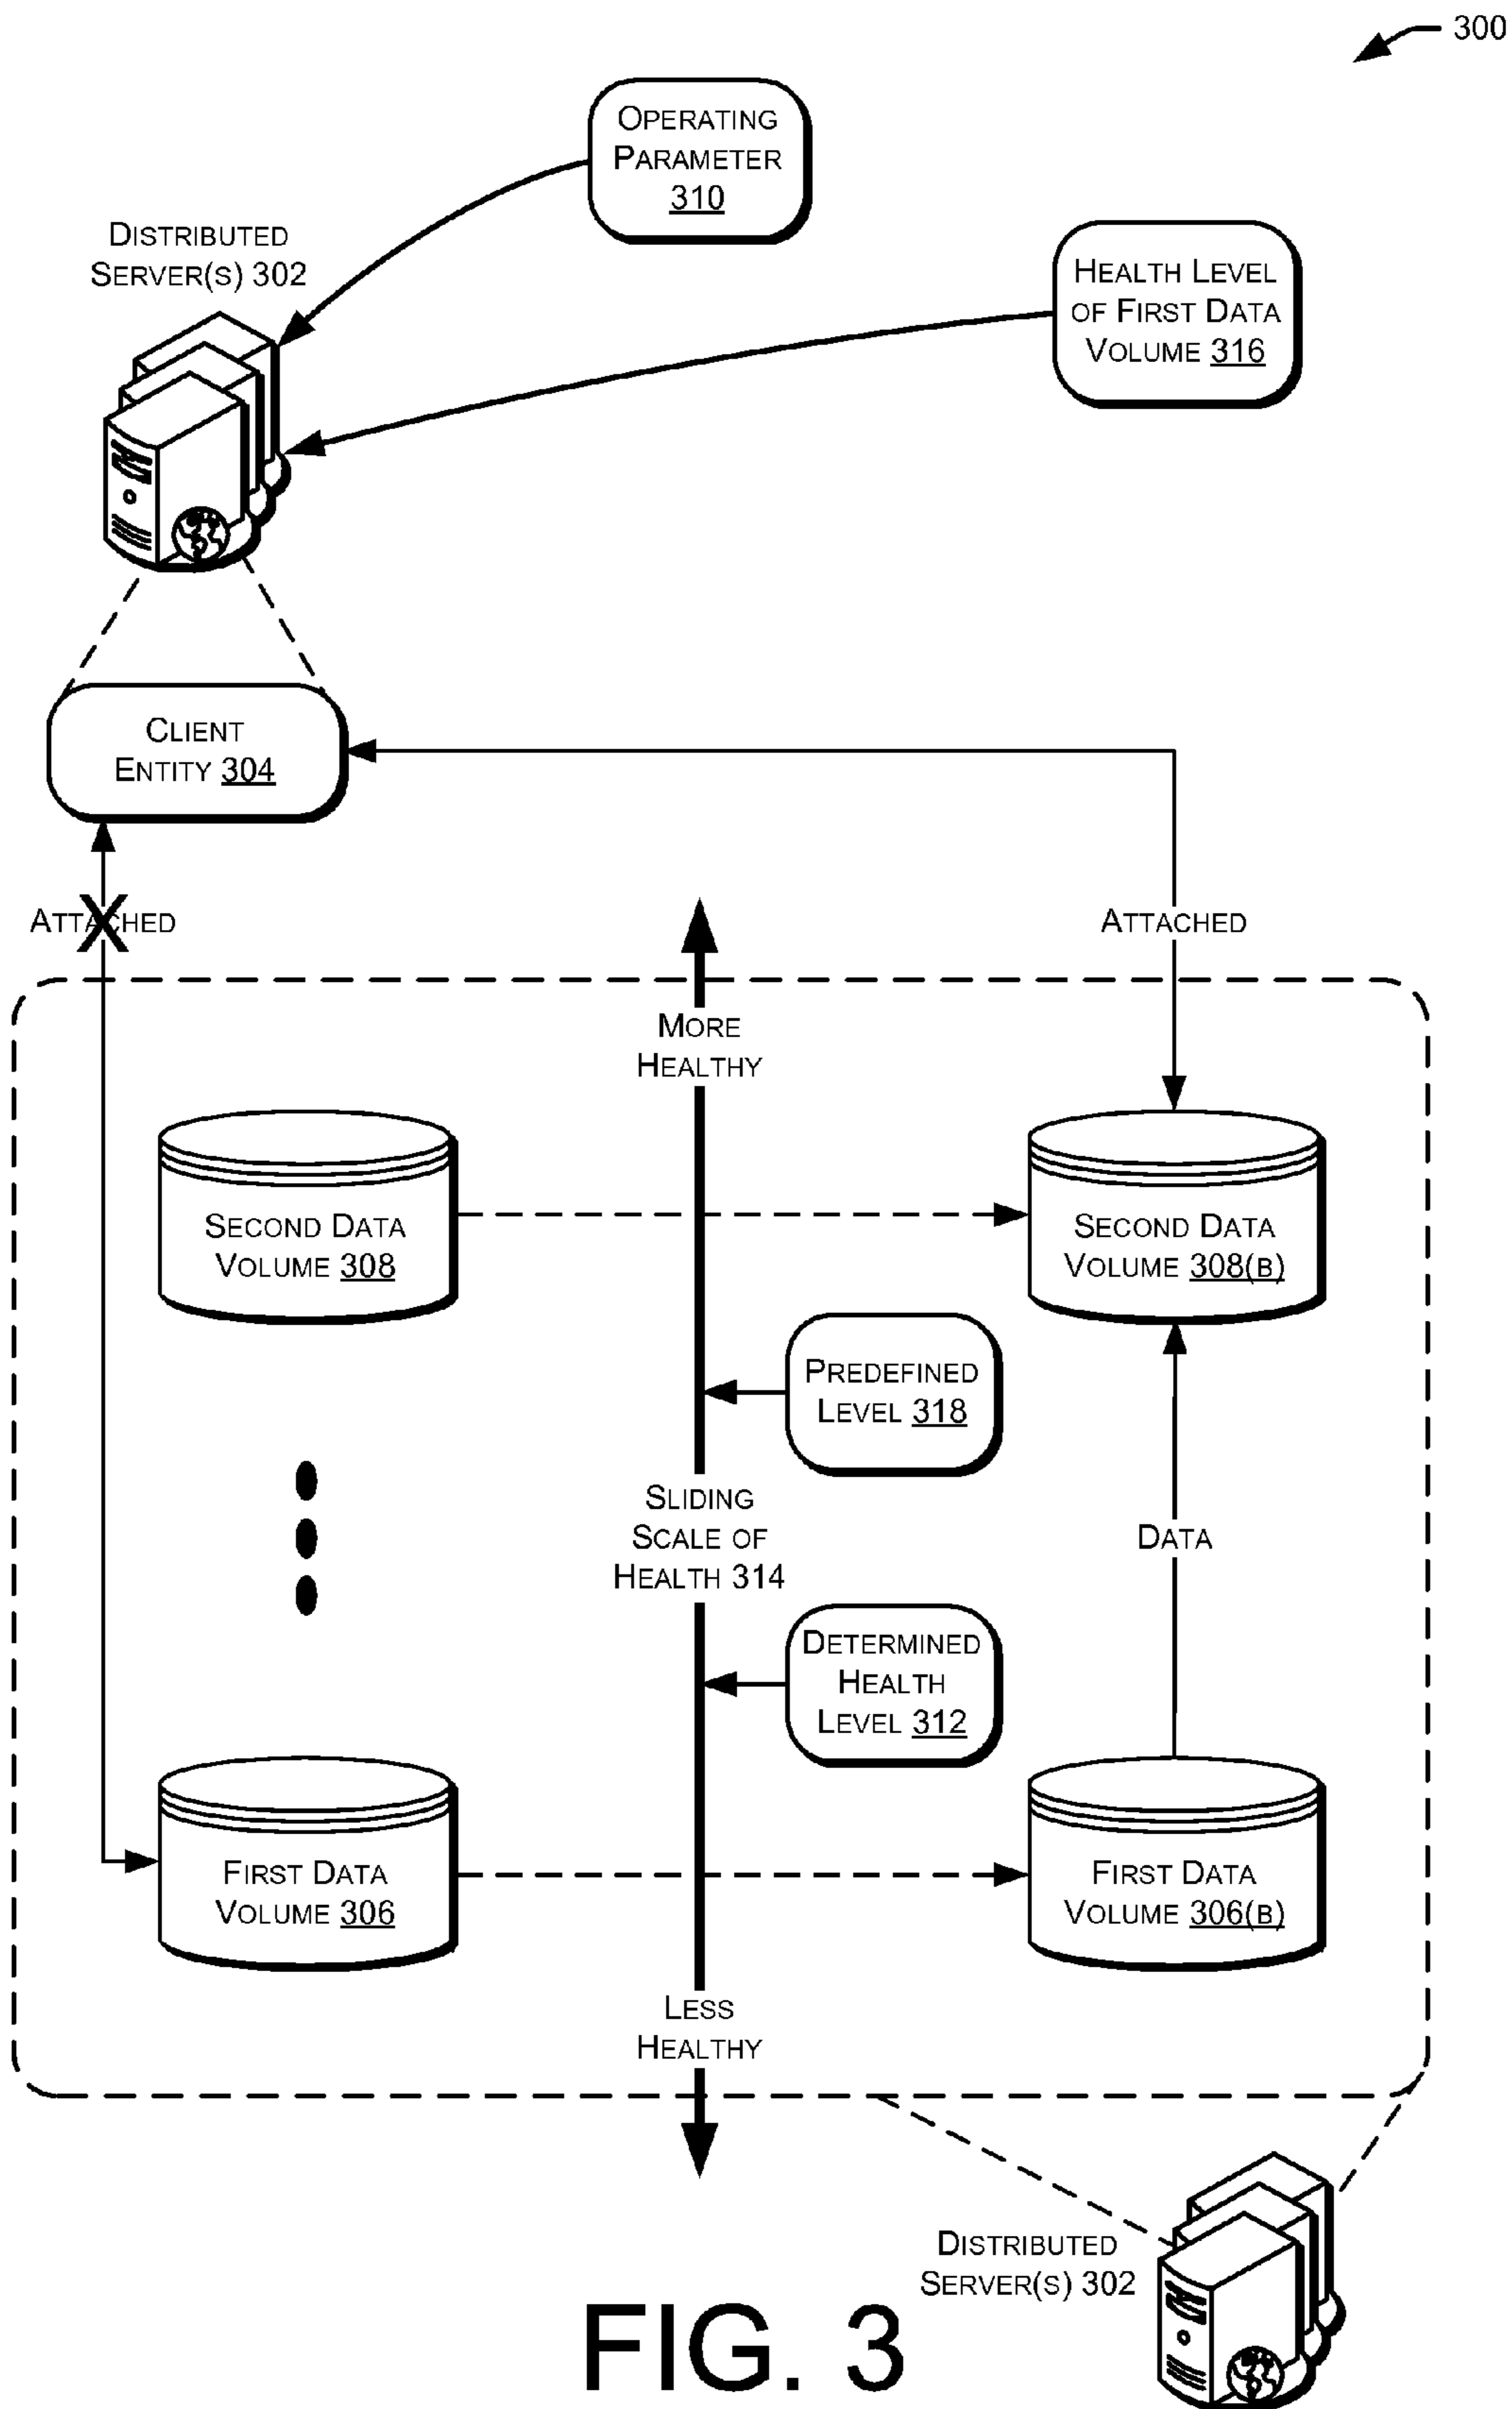 300
OPERATING
PARAMETER
310
DISTRIBUTED
SERVER(S) 302
HEALTH LEVEL
OF FIRST DATA
VOLUME 316
CLIENT
ENTITY 304
ATTACHED
X
ATTACHED
MORE
HEALTHY
SECOND DATA
VOLUME 308
SECOND DATA
VOLUME 308(B)
PREDEFINED
LEVEL 318
SLIDING
SCALE OF
HEALTH 314
DATA
DETERMINED
HEALTH
LEVEL 312
FIRST DATA
VOLUME 306
FIRST DATA
VOLUME 306(B)
LESS
HEALTHY
DISTRIBUTED
SERVER(S) 302
FIG. 3